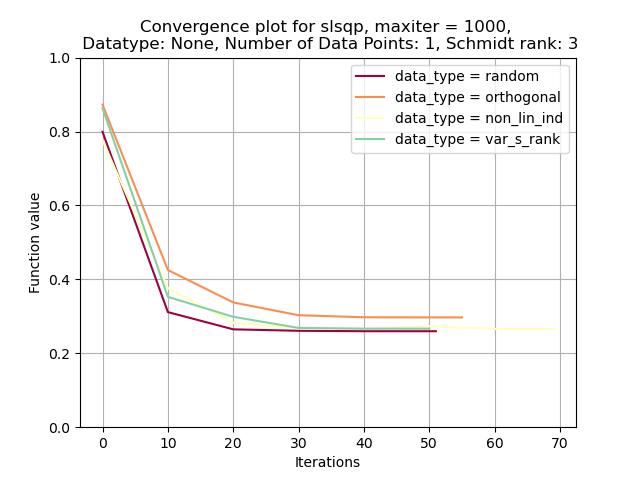 Convergence plot for slsqp, maxiter = 1000,
Datatype: None, Number of Data Points: 1, Schmidt rank: 3
1.0
0.8
0.6
0.4
0.2
0.0
Function value
data_type = random
data_type = orthogonal
data_type = non_lin_ind
data_type = var_s_rank
0 10 20 30 40 50 60 70
Iterations